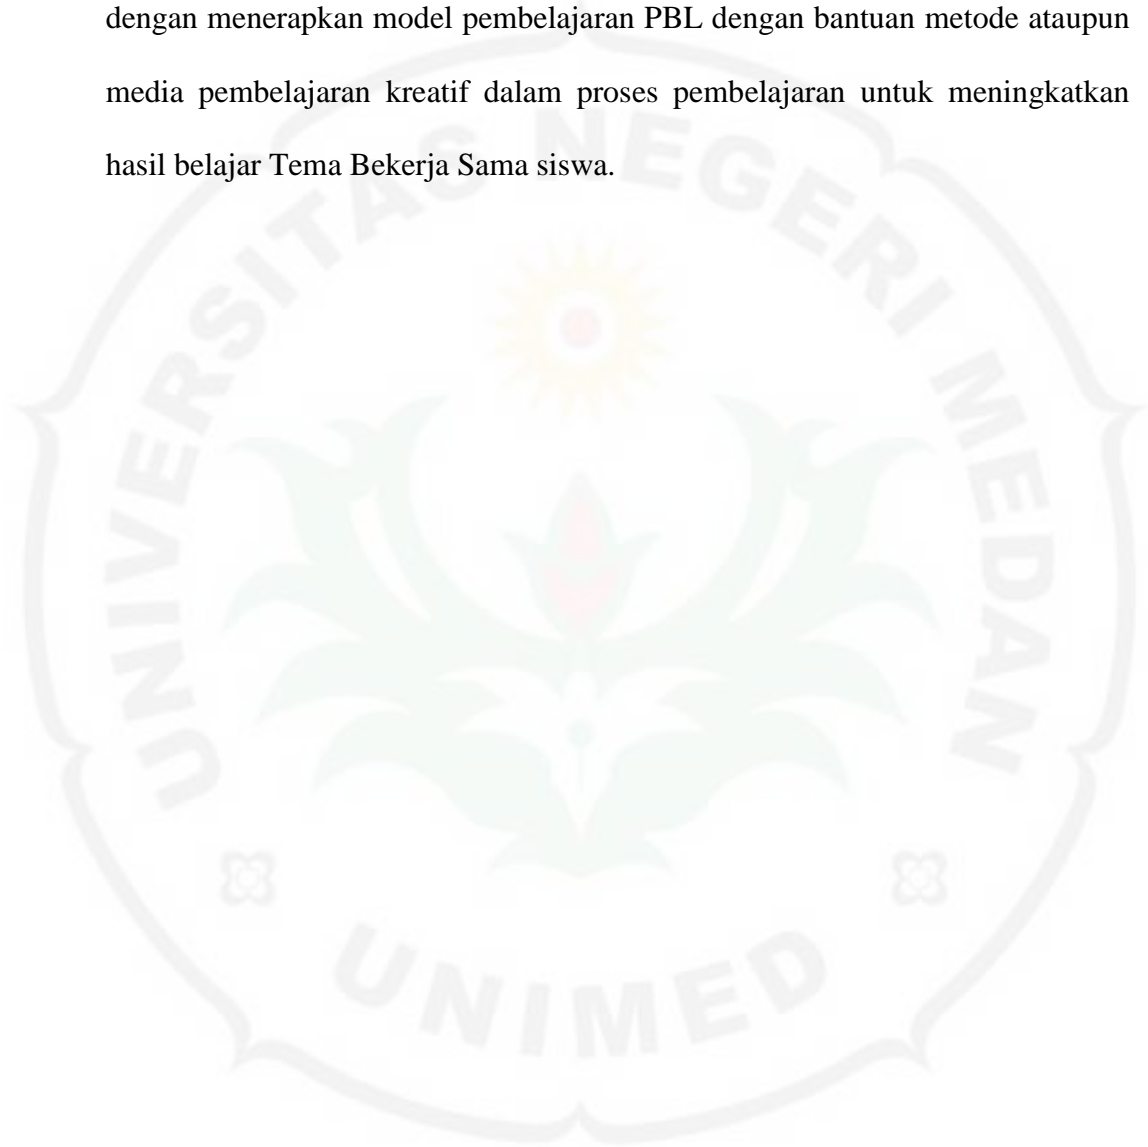 dengan menerapkan model pembelajaran PBL dengan bantuan metode ataupun
media pembelajaran kreatif dalam proses pembelajaran untuk meningkatkan
hasil belajar Tema Bekerja Sama siswa.
UNIVERSITAS NEGERI MEDAN
UNIMED